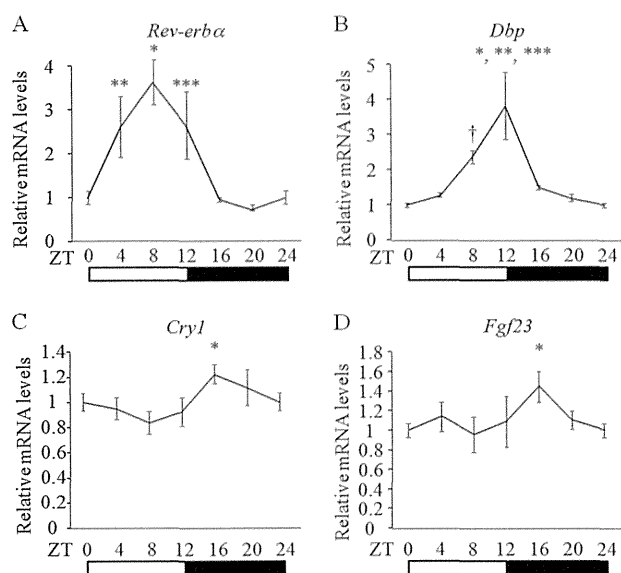 A
Rev-erbα
Relative mRNA levels
4
3
2
1
0
*
**
***
ZT 0 4 8 12 16 20 24
B
Dbp
Relative mRNA levels
5
4
3
2
1
0
*, **, ***
†
ZT 0 4 8 12 16 20 24
C
Cry1
Relative mRNA levels
1.4
1.2
1
0.8
0.6
0.4
0.2
0
*
ZT 0 4 8 12 16 20 24
D
Fgf23
Relative mRNA levels
1.8
1.6
1.4
1.2
1
0.8
0.6
0.4
0.2
0
*
ZT 0 4 8 12 16 20 24